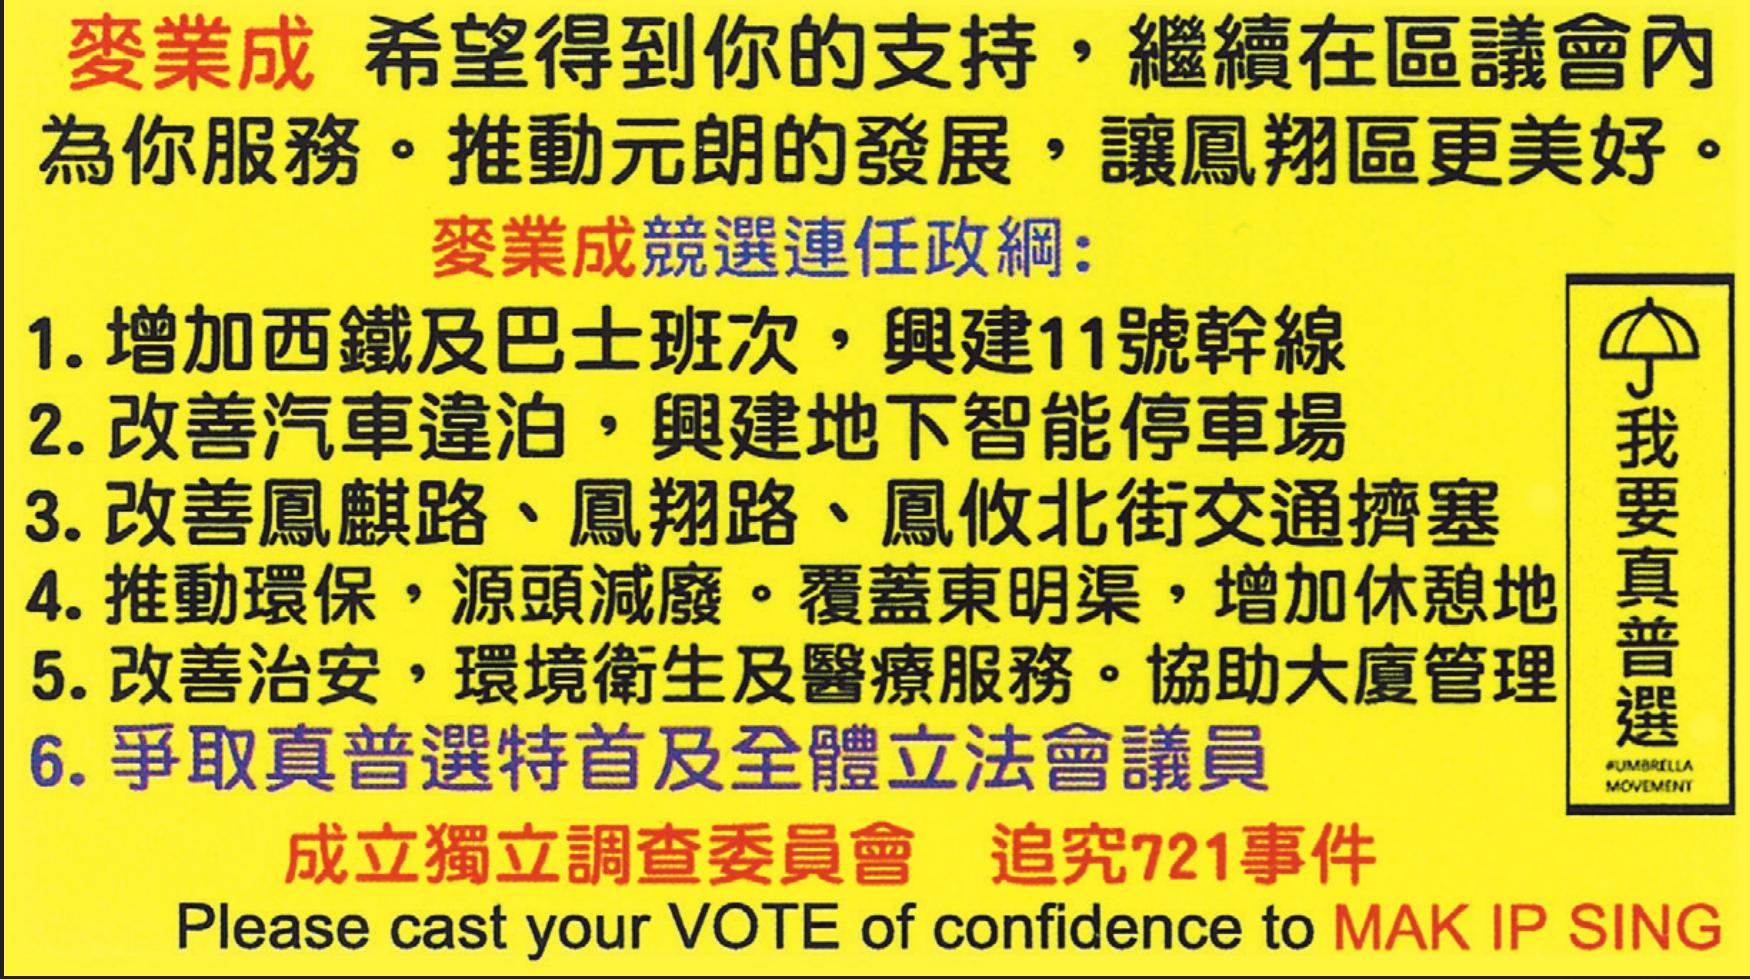 麥業成 希望得到你的支持，繼續在區議會內
為你服務。推動元朗的發展，讓鳳翔區更美好。
麥業成競選連任政綱：
1. 增加西鐵及巴士班次，興建11號幹線
2. 改善汽車違泊，興建地下智能停車場
3. 改善鳳麒路、鳳翔路、鳳攸北街交通擠塞
4. 推動環保，源頭減廢。覆蓋東明渠，增加休憩地
5. 改善治安，環境衛生及醫療服務。協助大廈管理
6. 爭取真普選特首及全體立法會議員
成立獨立調查委員會 追究721事件
Please cast your VOTE of confidence to MAK IP SING
我要真普選
#UMBRELLA
MOVEMENT